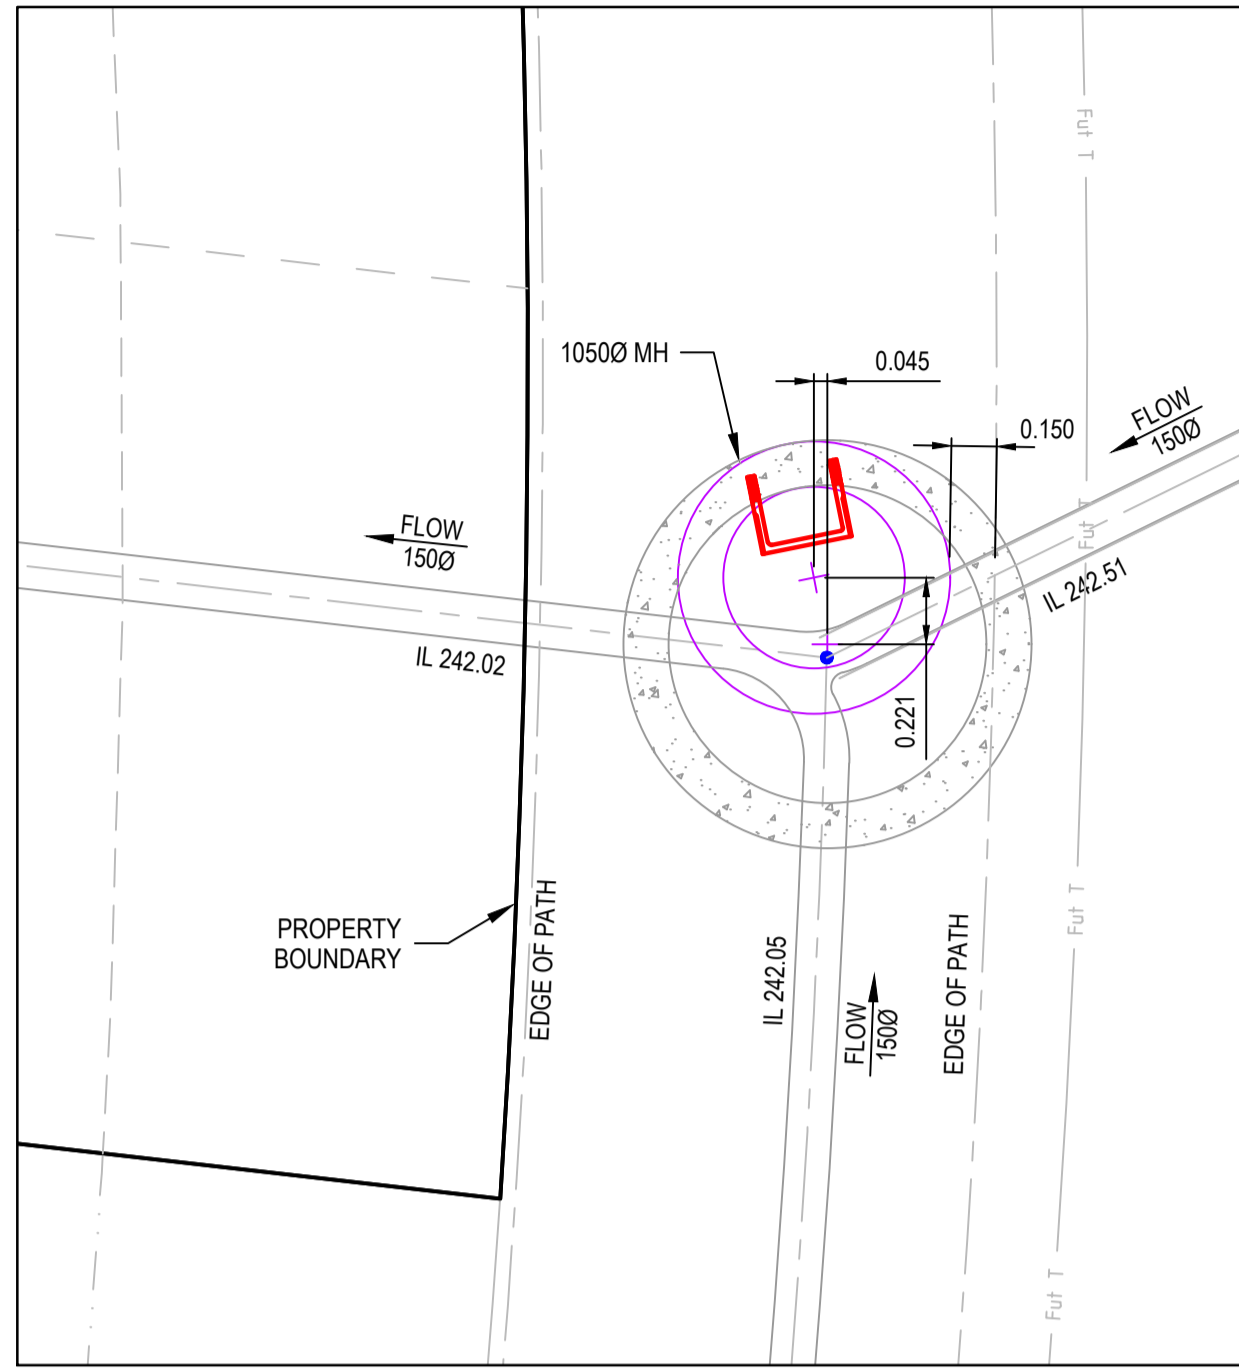 Fut T
1050Ø MH
0.045
0.150
FLOW
150Ø
FLOW
150Ø
Fut T
IL 242.51
IL 242.02
0.221
PROPERTY
BOUNDARY
EDGE OF PATH
IL 242.05
FLOW
150Ø
EDGE OF PATH
Fut T
Fut T